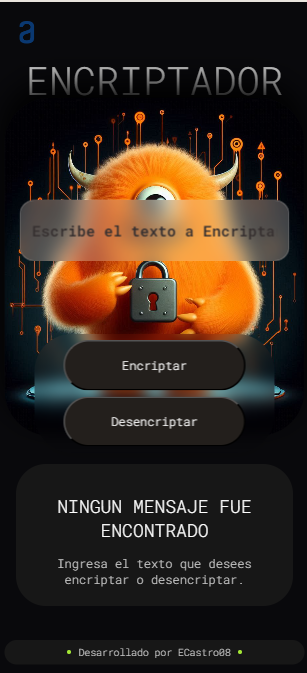 a
ENCRIPTADOR
Escribe el texto a Encripta
Encriptar
Desencriptar
NINGUN MENSAJE FUE
ENCONTRADO
Ingresa el texto que desees
encriptar o desencriptar.
• Desarrollado por ECastro08 •